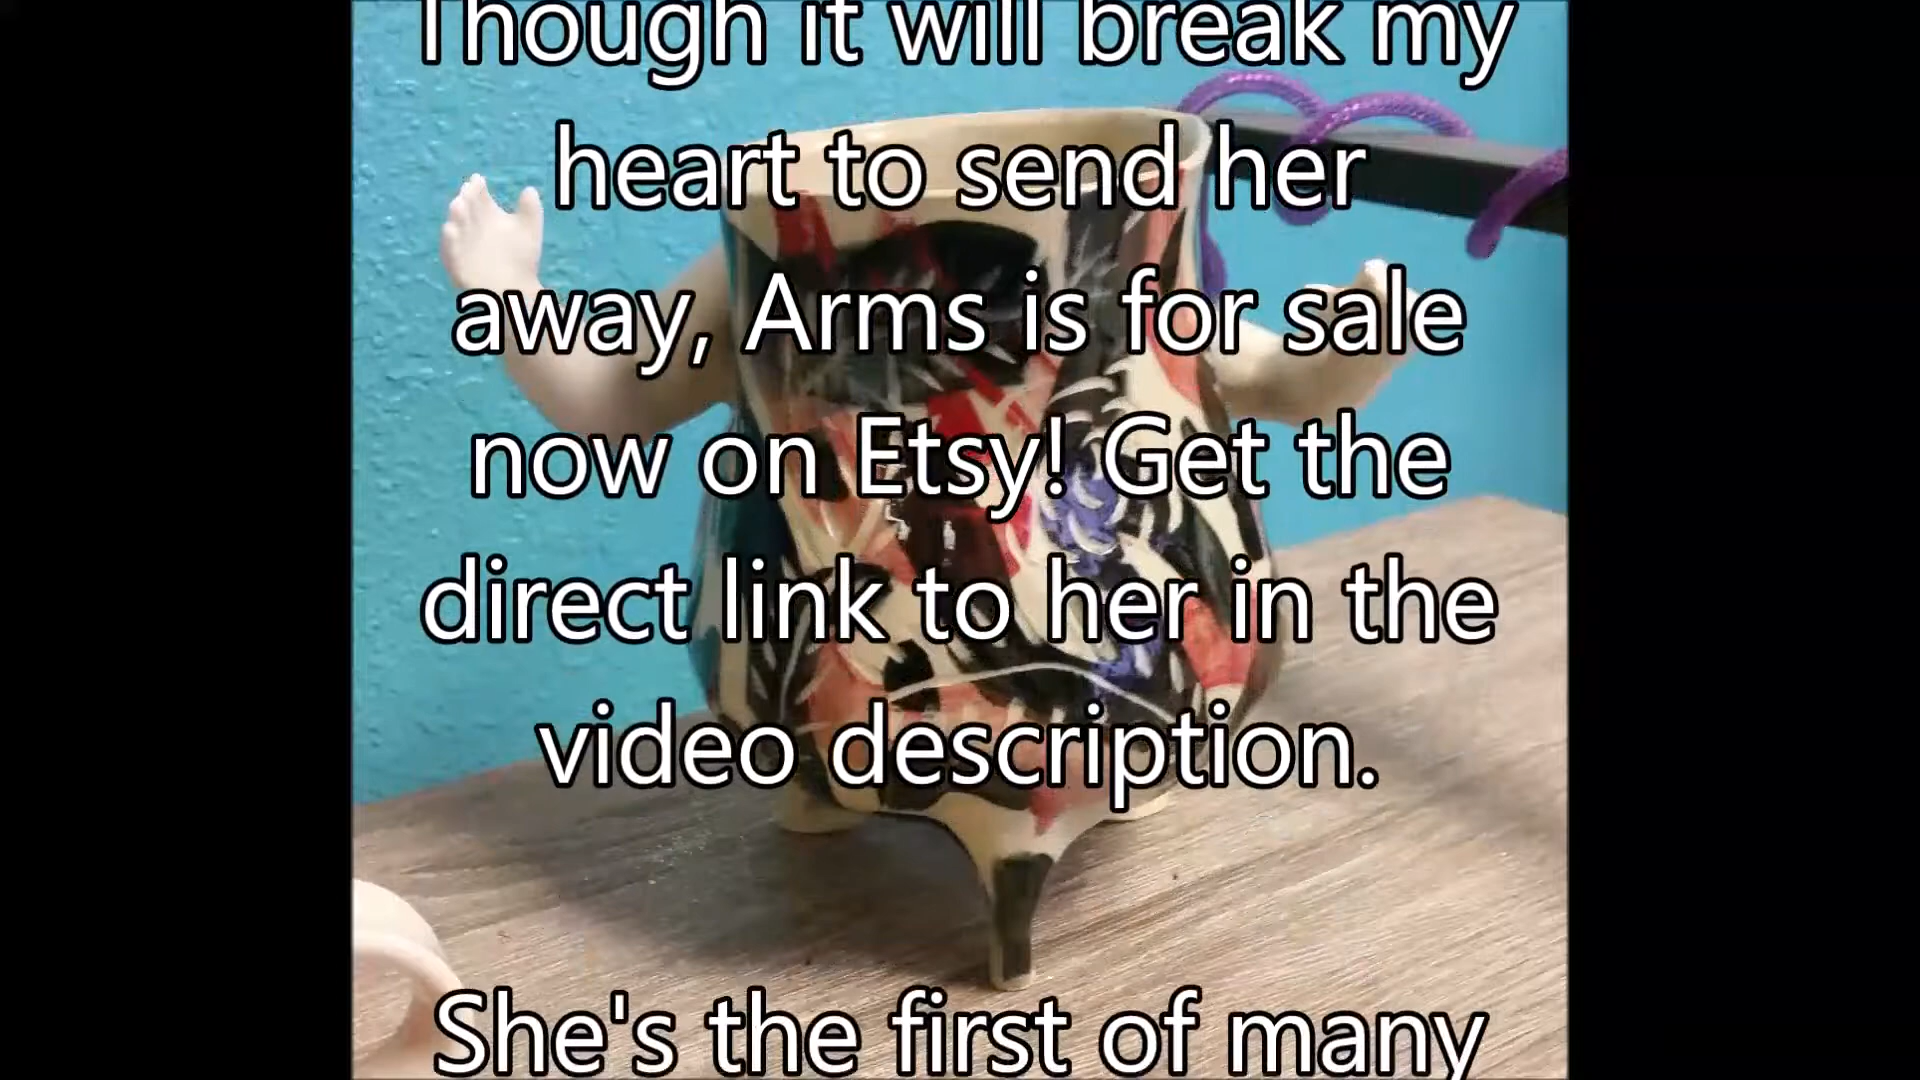 Though it will break my
heart to send her
away, Arms is for sale
now on Etsy! Get the
direct link to her in the
video description.
She's the first of many